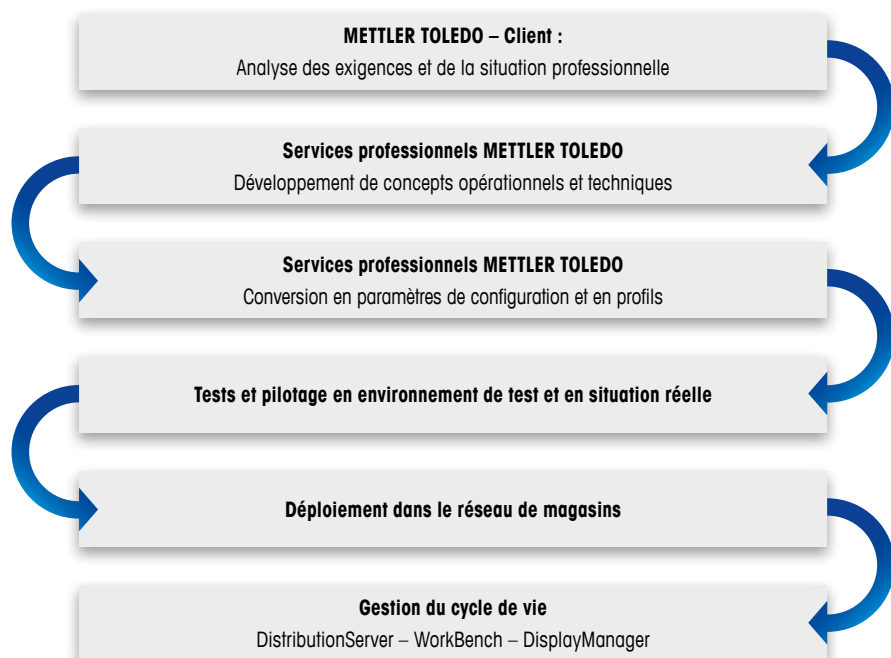 METTLER TOLEDO – Client :
Analyse des exigences et de la situation professionnelle
Services professionnels METTLER TOLEDO
Développement de concepts opérationnels et techniques
Services professionnels METTLER TOLEDO
Conversion en paramètres de configuration et en profils
Tests et pilotage en environnement de test et en situation réelle
Déploiement dans le réseau de magasins
Gestion du cycle de vie
DistributionServer – WorkBench – DisplayManager